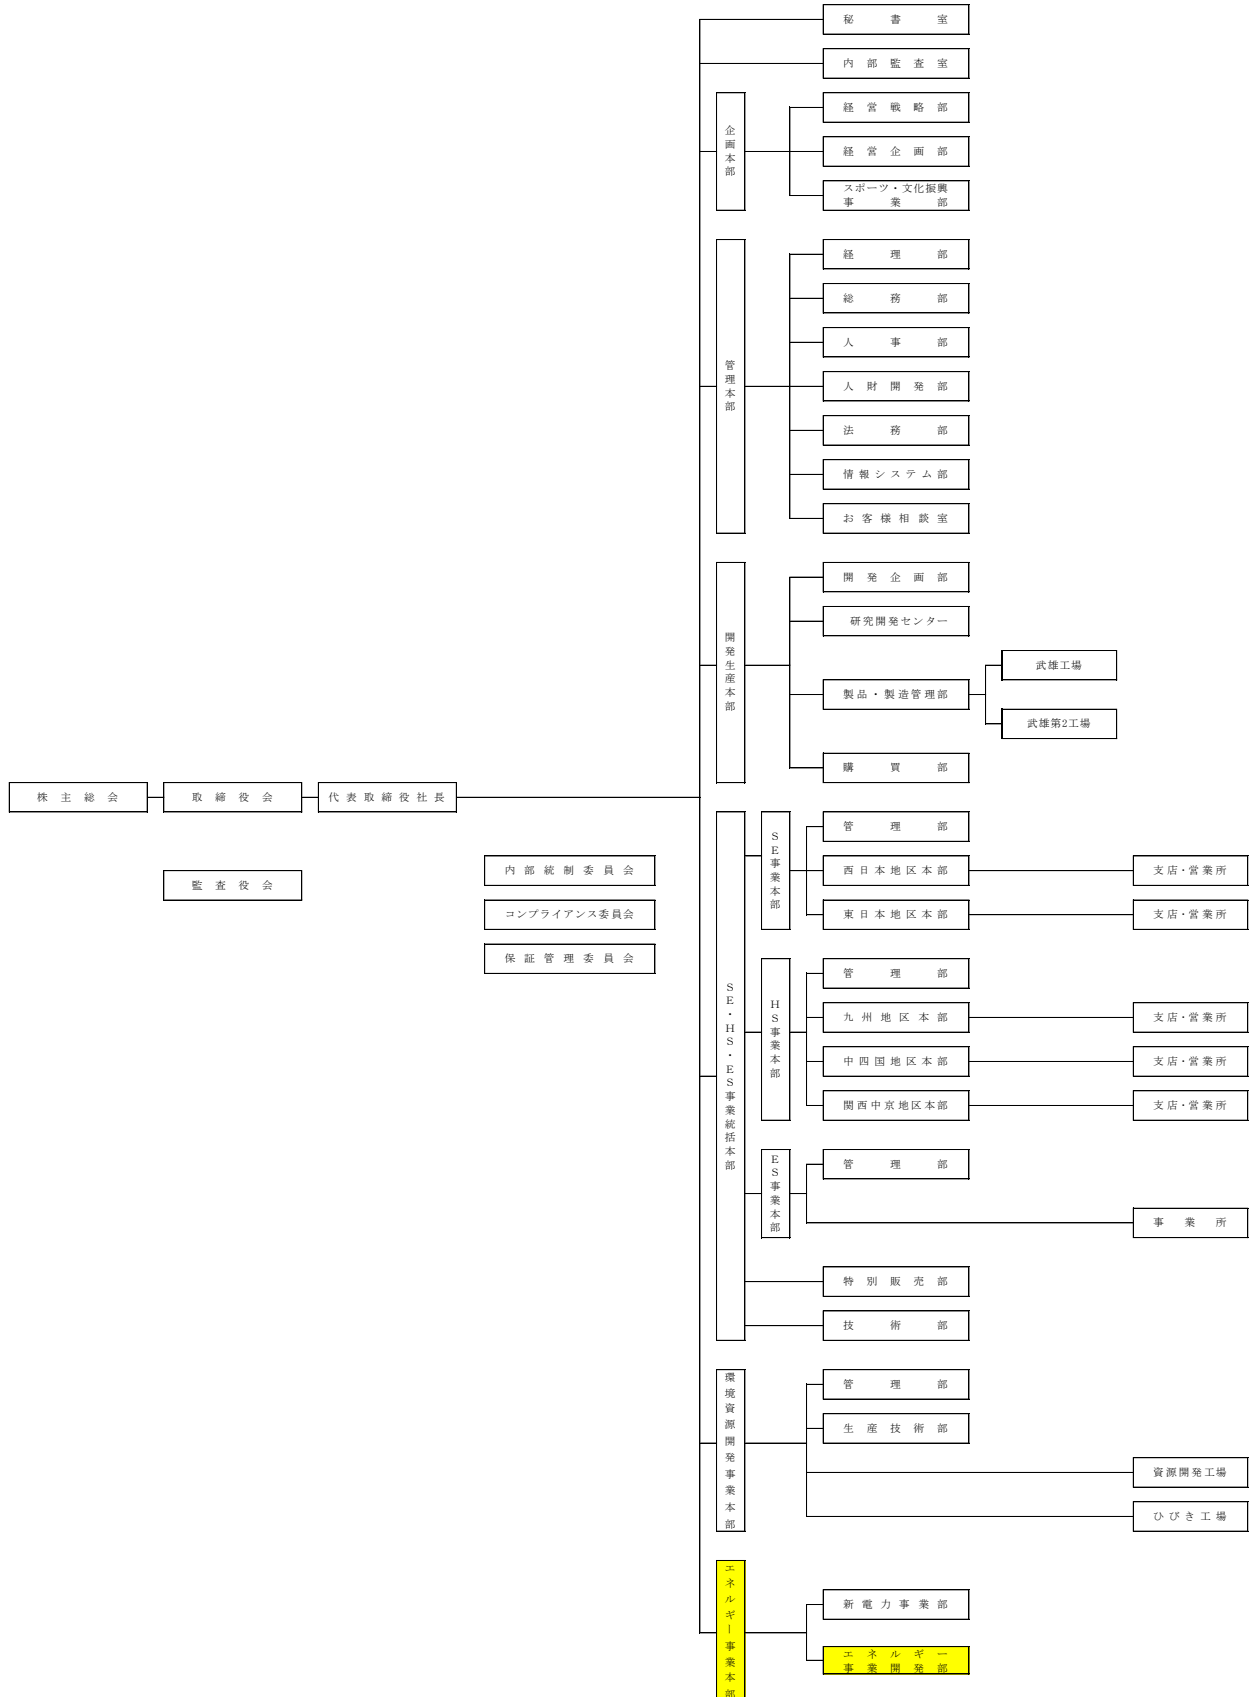 秘書室
内部監査室
企画本部
経営戦略部
経営企画部
スポーツ・文化振興
事業部
管理本部
経理部
総務部
人事部
人財開発部
法務部
情報システム部
お客様相談室
開発生産本部
開発企画部
研究開発センター
製品・製造管理部
武雄工場
武雄第2工場
購買部
株主総会
取締役会
代表取締役社長
監査役会
内部統制委員会
コンプライアンス委員会
保証管理委員会
SE・HS・ES事業統括本部
SE事業本部
管理部
西日本地区本部
支店・営業所
東日本地区本部
支店・営業所
HS事業本部
管理部
九州地区本部
支店・営業所
中四国地区本部
支店・営業所
関西中京地区本部
支店・営業所
ES事業本部
管理部
事業所
特別販売部
技術部
環境資源開発事業本部
管理部
生産技術部
資源開発工場
ひびき工場
エネルギー事業本部
新電力事業部
エネルギー
事業開発部